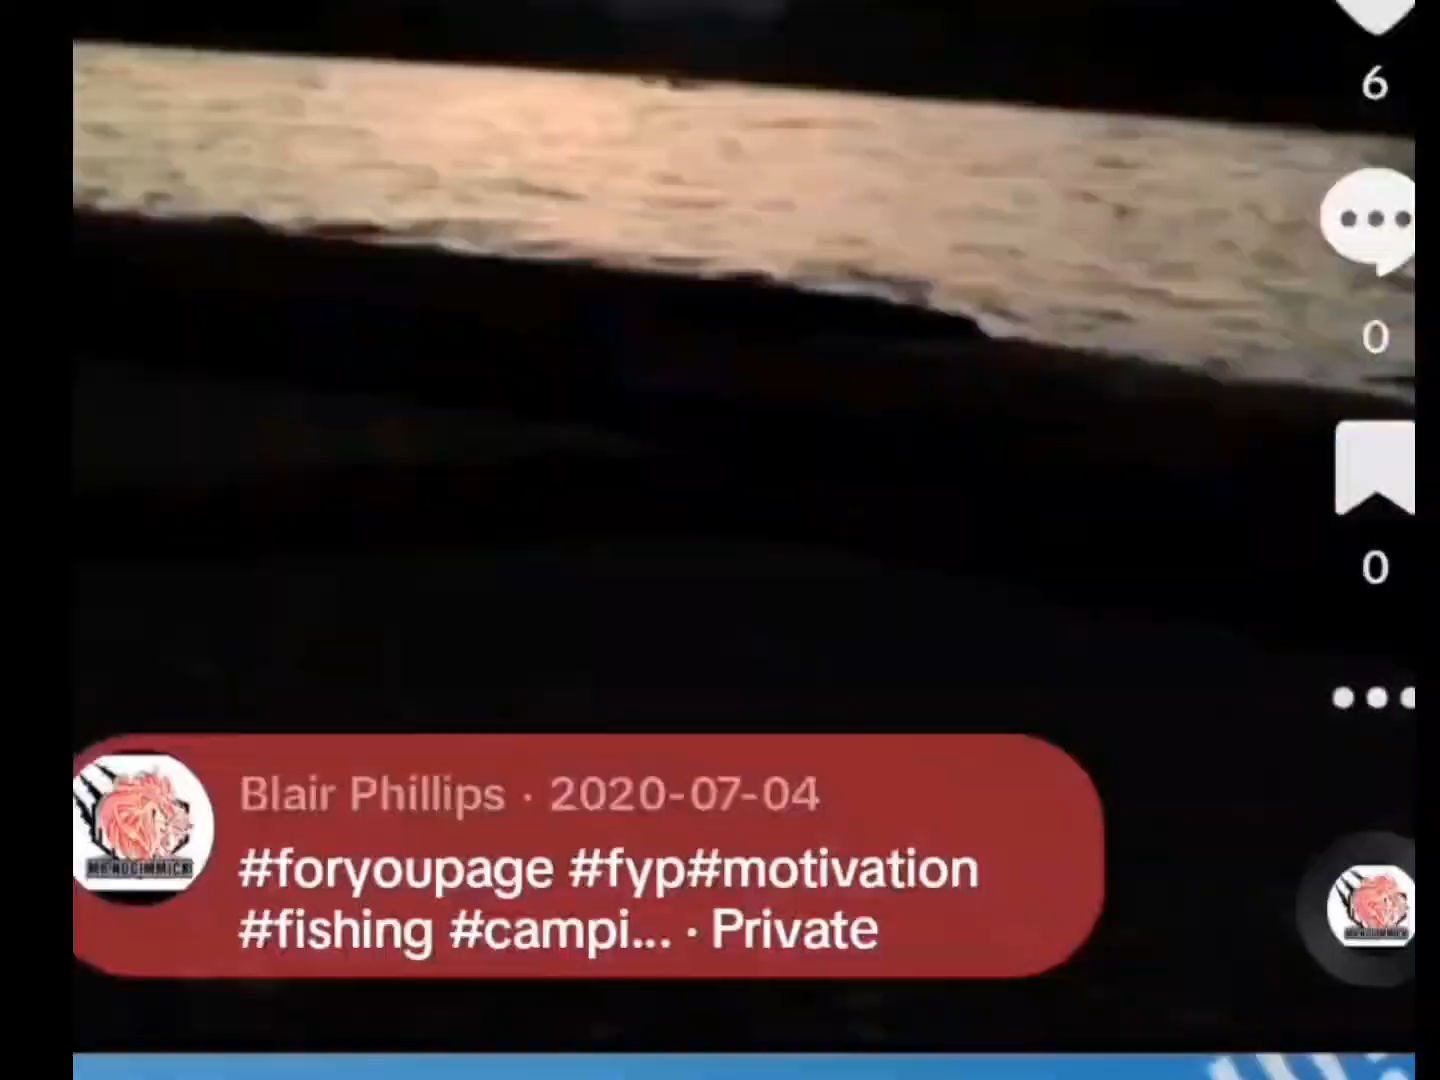 6
0
0
Blair Phillips · 2020-07-04
#foryoupage #fyp#motivation
#fishing #campi... · Private